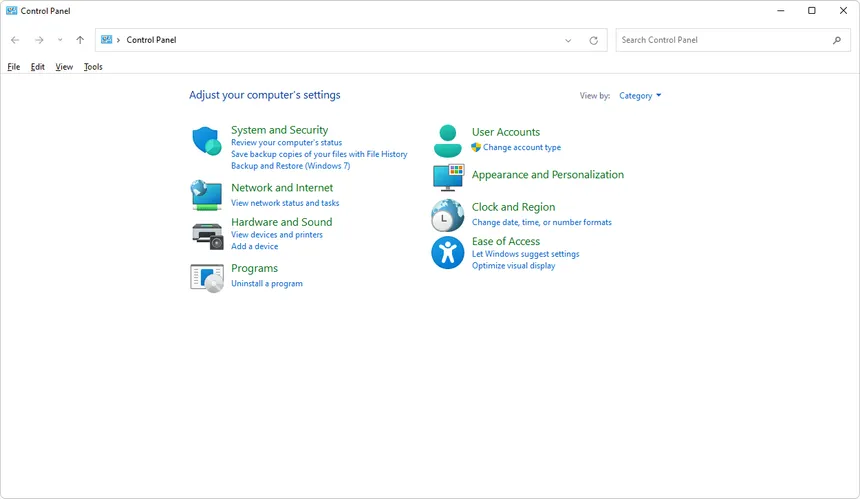 Control Panel
Control Panel
Search Control Panel
File Edit View Tools
Adjust your computer's settings
View by: Category
System and Security
Review your computer's status
Save backup copies of your files with File History
Backup and Restore (Windows 7)
Network and Internet
View network status and tasks
Hardware and Sound
View devices and printers
Add a device
Programs
Uninstall a program
User Accounts
Change account type
Appearance and Personalization
Clock and Region
Change date, time, or number formats
Ease of Access
Let Windows suggest settings
Optimize visual display